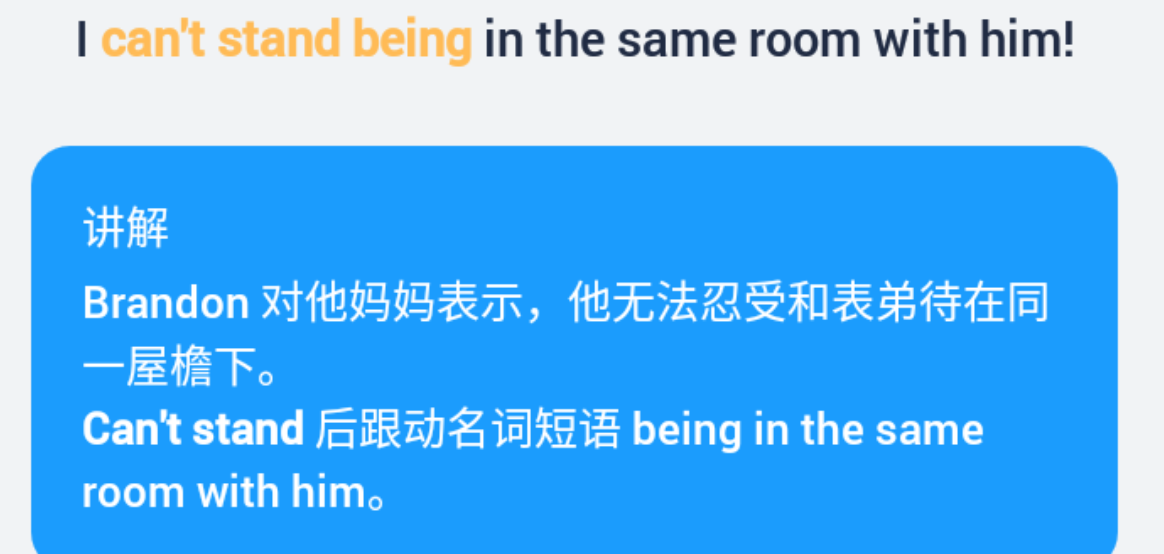 I can't stand being in the same room with him!
讲解
Brandon 对他妈妈表示，他无法忍受和表弟待在同
一屋檐下。
Can't stand 后跟动名词短语 being in the same
room with him。